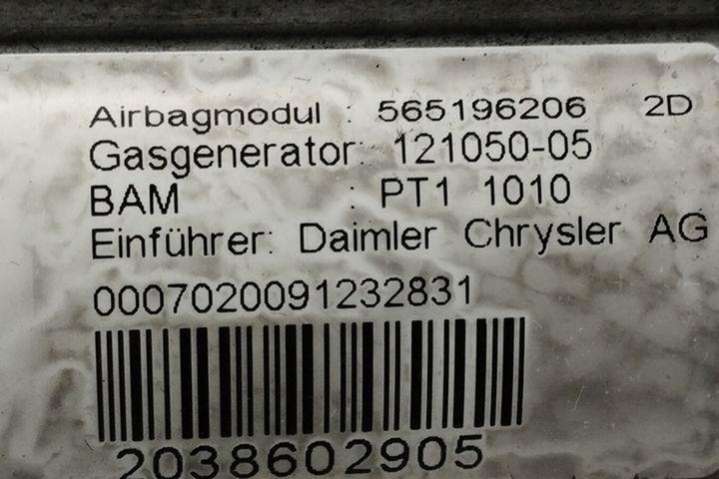 Airbagmodul : 565196206 2D
Gasgenerator: 121050-05
BAM : PT1 1010
Einführer: Daimler Chrysler AG
0007020091232831
2038602905